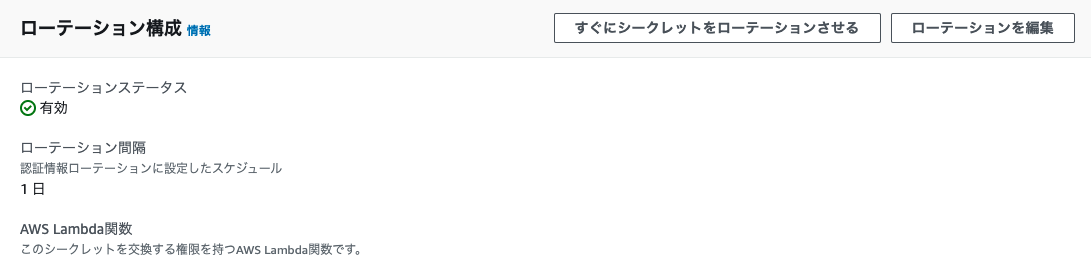 ローテーション構成 情報
すぐにシークレットをローテーションさせる
ローテーションを編集
ローテーションステータス
有効
ローテーション間隔
認証情報ローテーションに設定したスケジュール
1 日
AWS Lambda関数
このシークレットを交換する権限を持つAWS Lambda関数です。